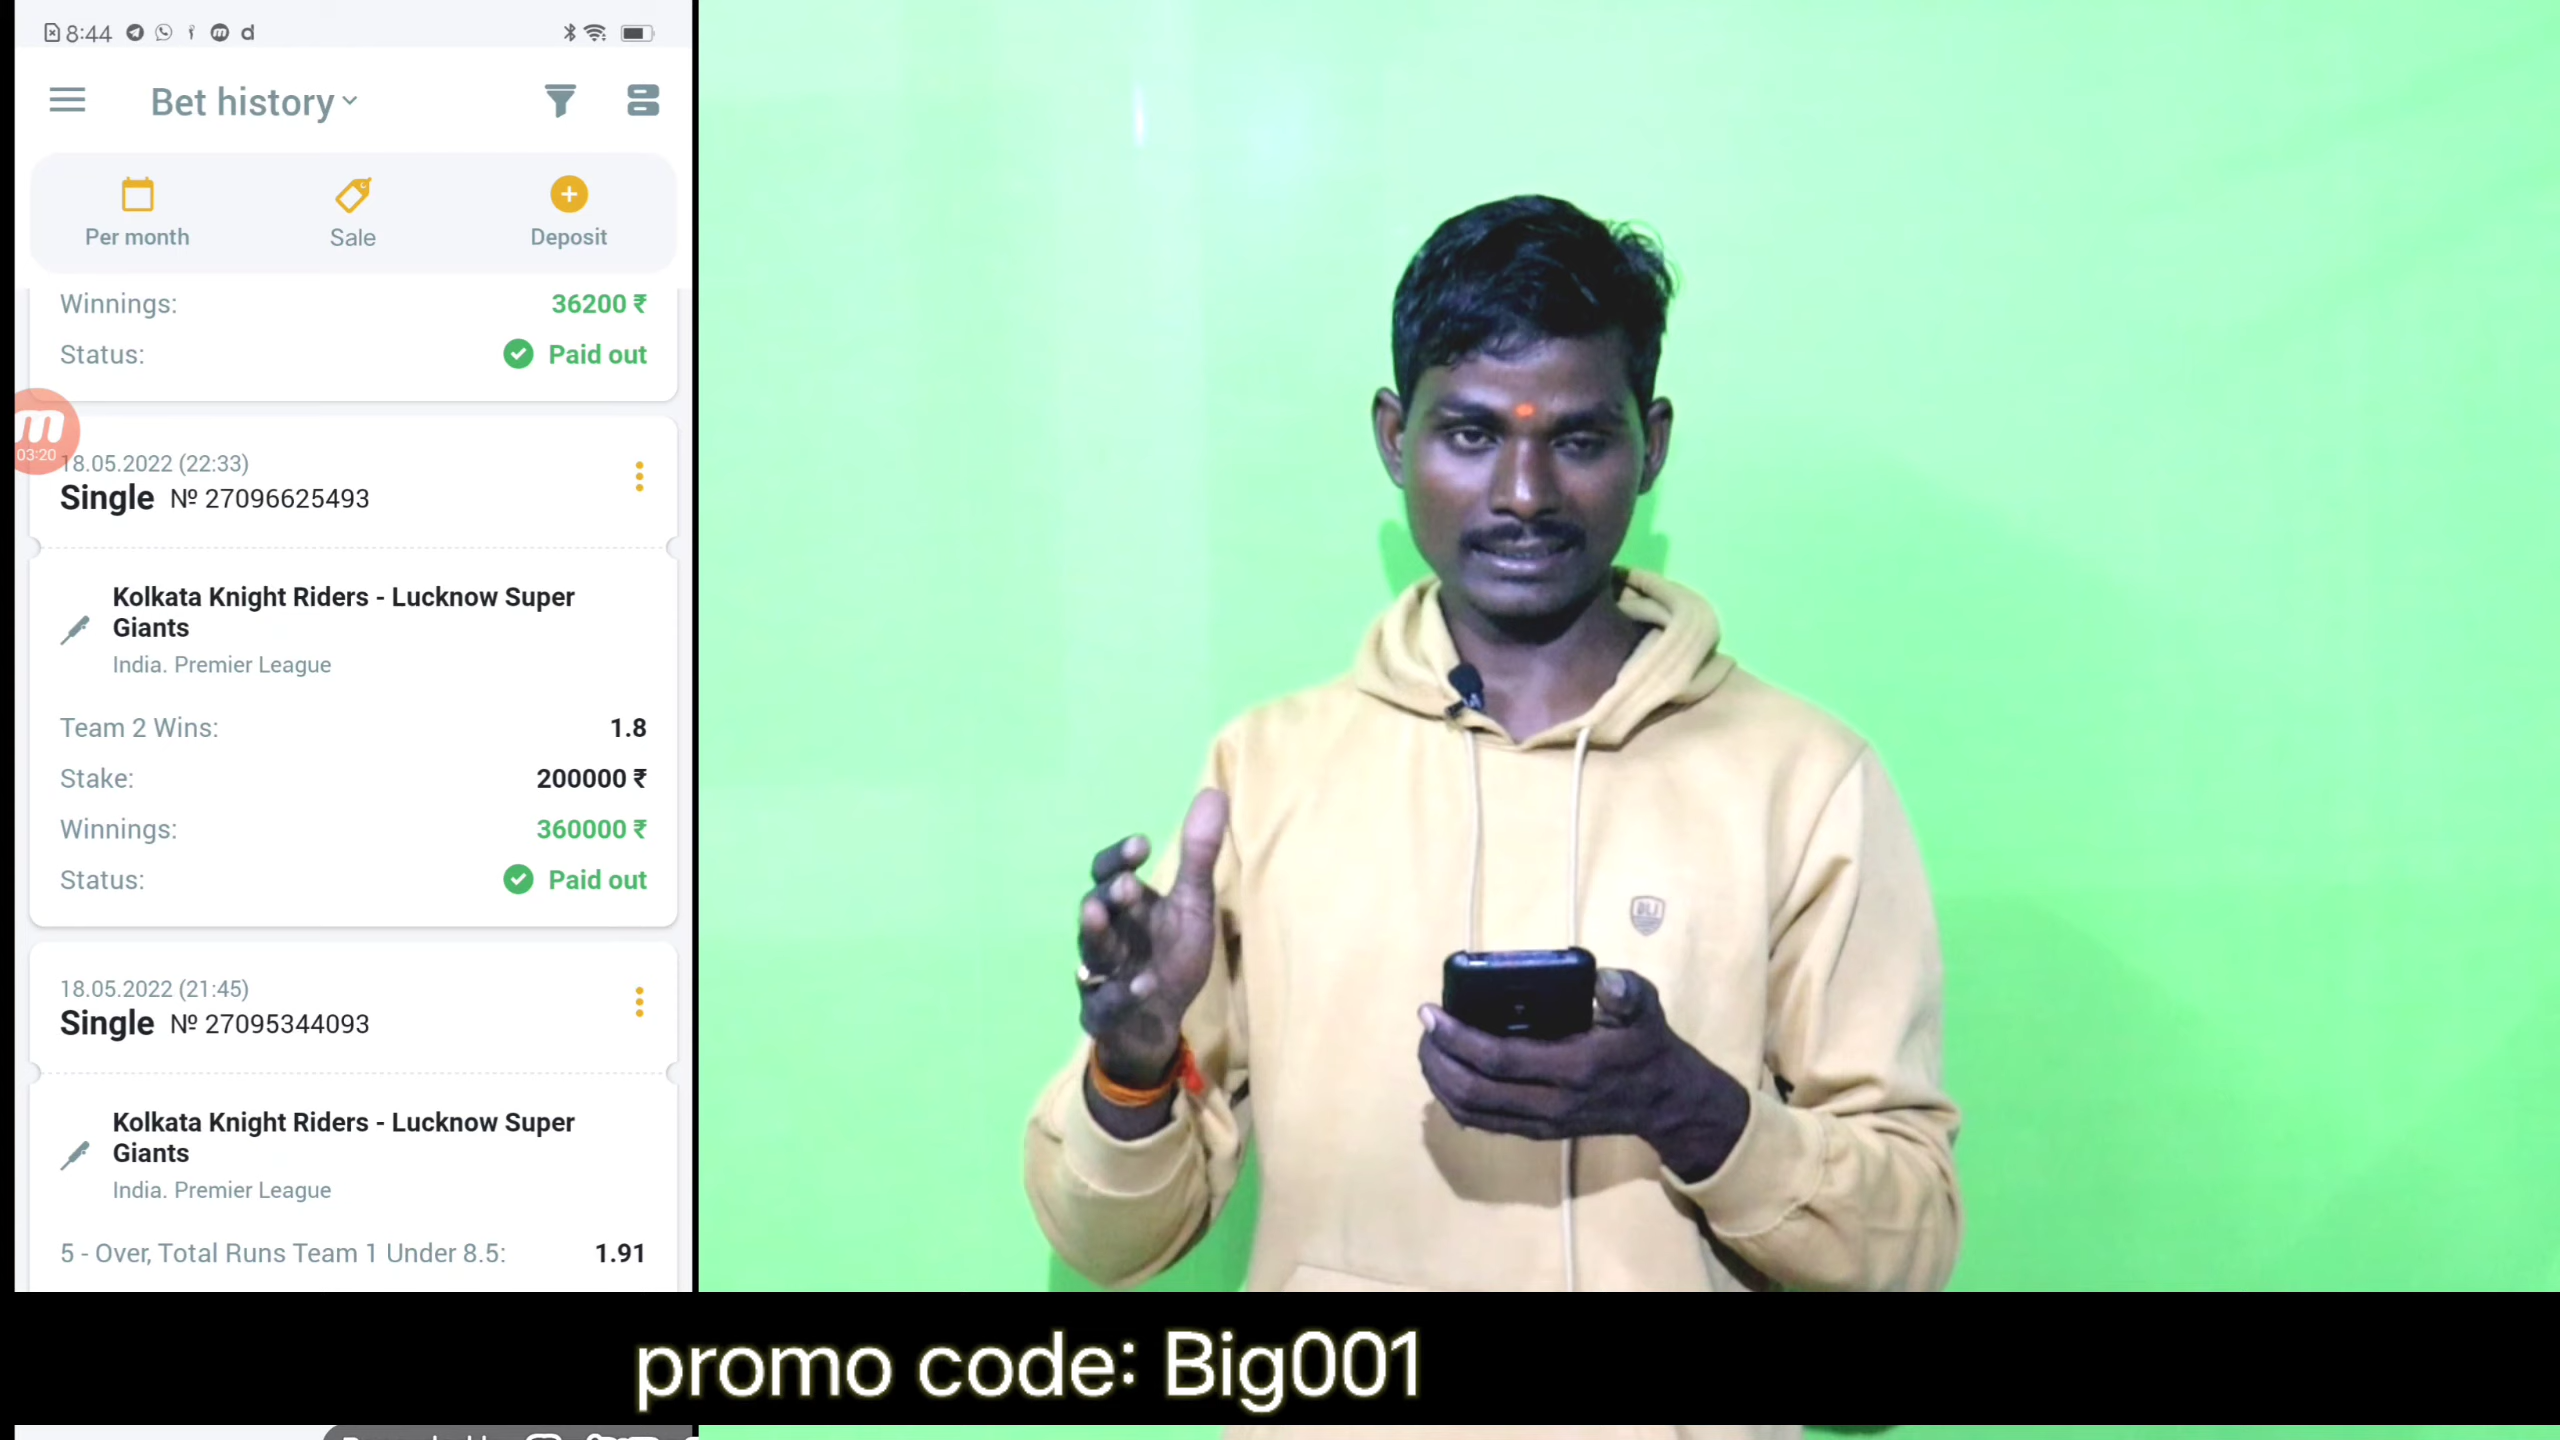 8:44
Bet history
Per month
Sale
Deposit
Winnings: 36200 ₹
Status: Paid out
m
03:20
18.05.2022 (22:33)
Single № 27096625493
Kolkata Knight Riders - Lucknow Super
Giants
India. Premier League
Team 2 Wins: 1.8
Stake: 200000 ₹
Winnings: 360000 ₹
Status: Paid out
18.05.2022 (21:45)
Single № 27095344093
Kolkata Knight Riders - Lucknow Super
Giants
India. Premier League
5 - Over, Total Runs Team 1 Under 8.5: 1.91
promo code: Big001